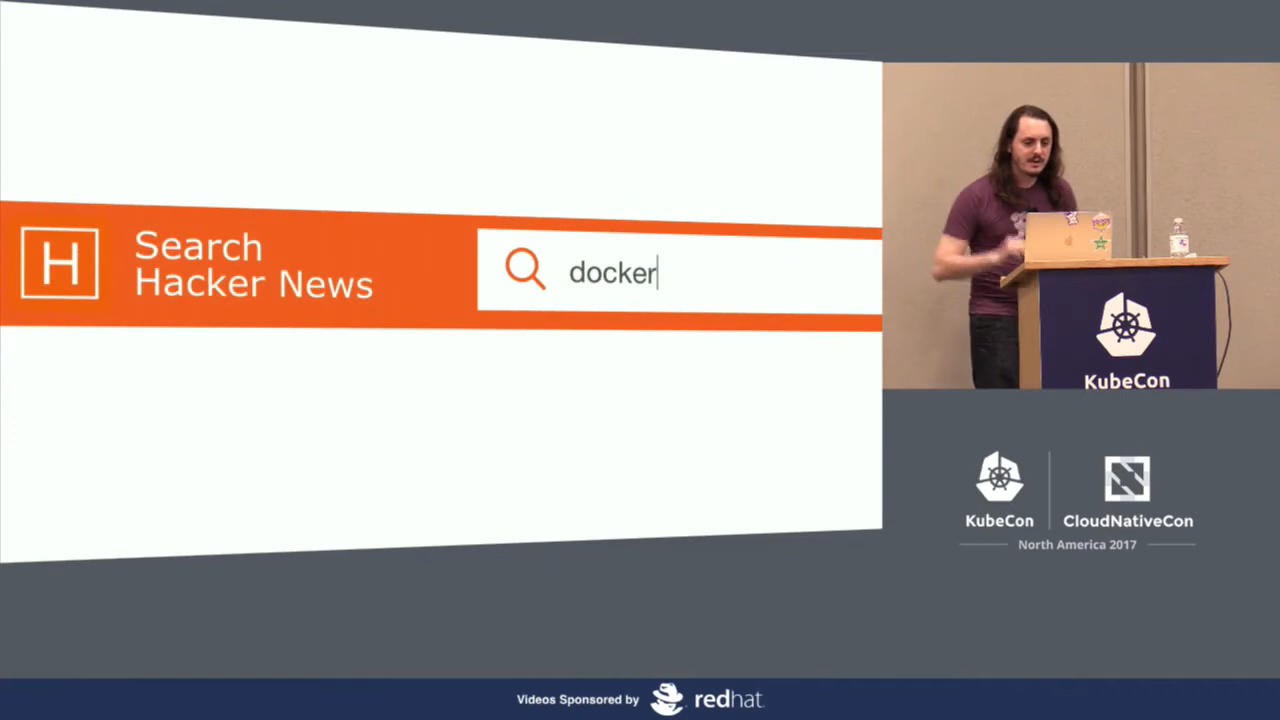 H
Search
Hacker News
docker
KubeCon
KubeCon
CloudNativeCon
North America 2017
Videos Sponsored by
redhat